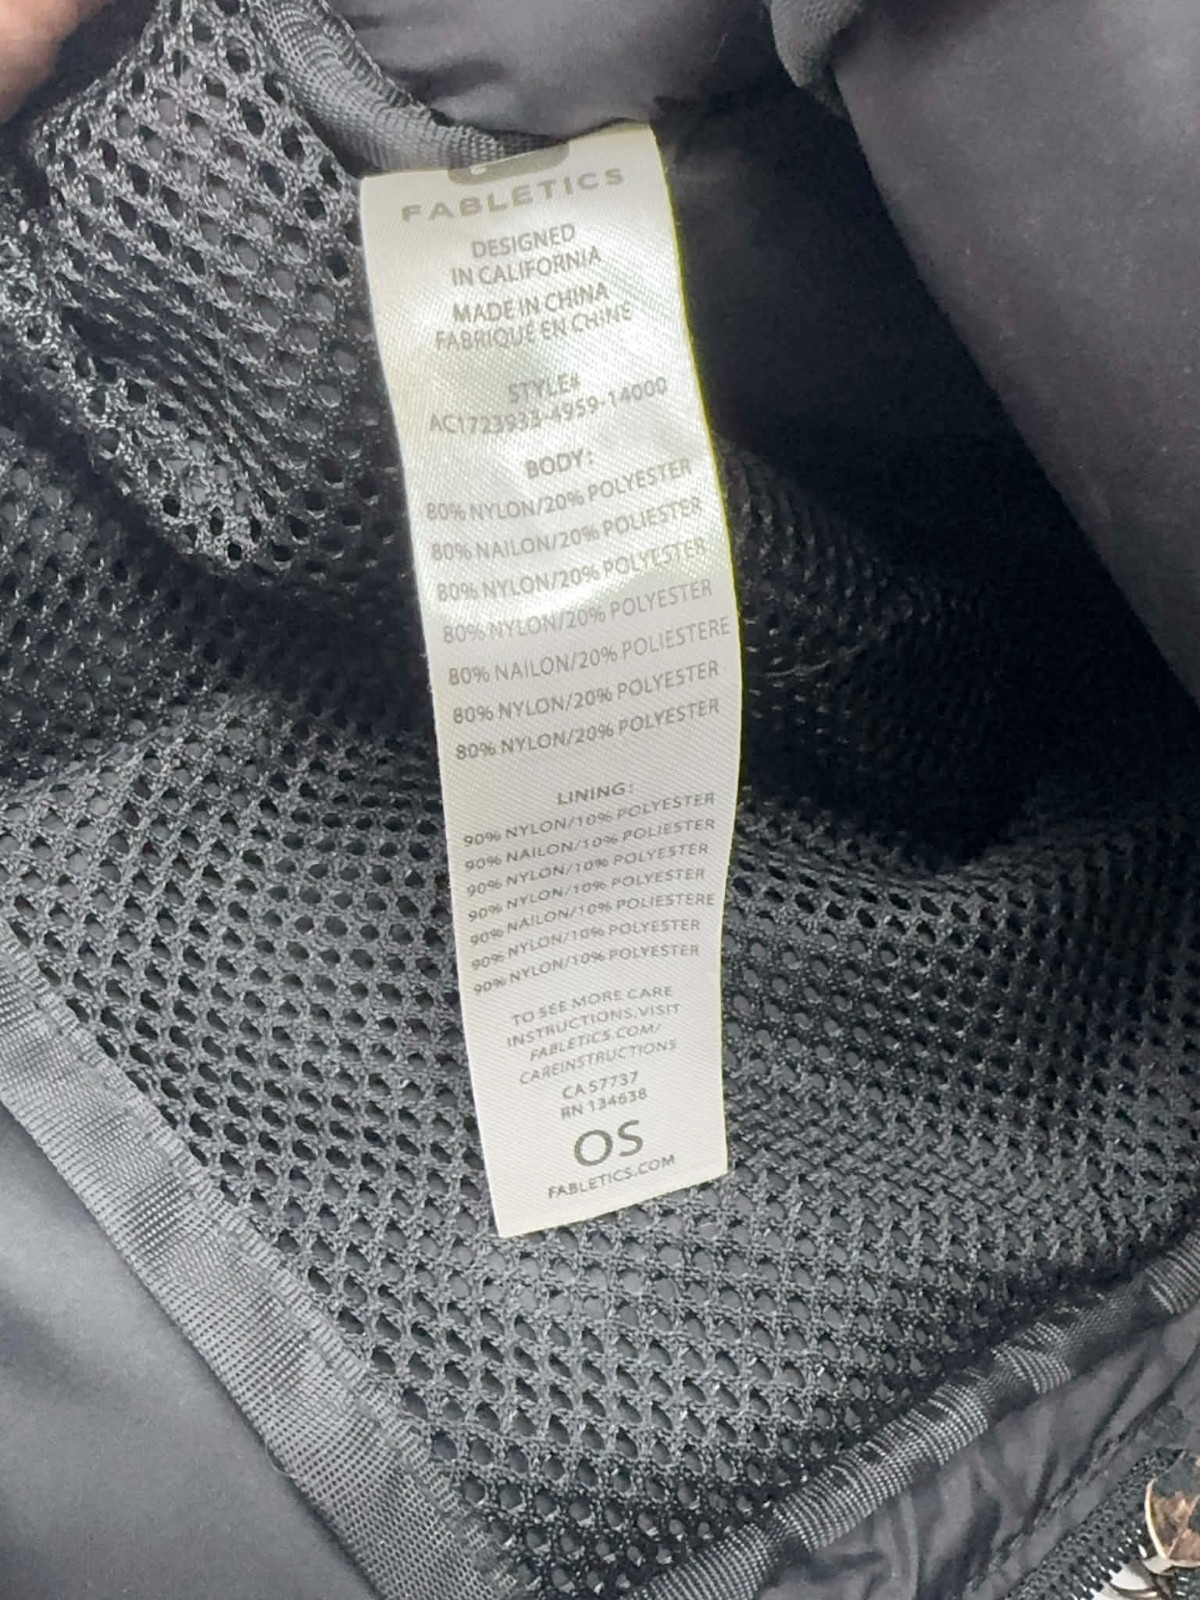 FABLETICS
DESIGNED
IN CALIFORNIA
MADE IN CHINA
FABRIQUÉ EN CHINE
STYLE#
AC1723933-4959-14000
BODY:
80% NYLON/20% POLYESTER
80% NAILON/20% POLIESTER
80% NYLON/20% POLYESTER
80% NYLON/20% POLYESTER
80% NAILON/20% POLIESTERE
80% NYLON/20% POLYESTER
80% NYLON/20% POLYESTER
LINING:
90% NYLON/10% POLYESTER
90% NAILON/10% POLIESTER
90% NYLON/10% POLYESTER
90% NYLON/10% POLYESTER
90% NAILON/10% POLIESTERE
90% NYLON/10% POLYESTER
90% NYLON/10% POLYESTER
TO SEE MORE CARE
INSTRUCTIONS,VISIT
FABLETICS.COM/
CAREINSTRUCTIONS
CA 57737
RN 134638
OS
FABLETICS.COM